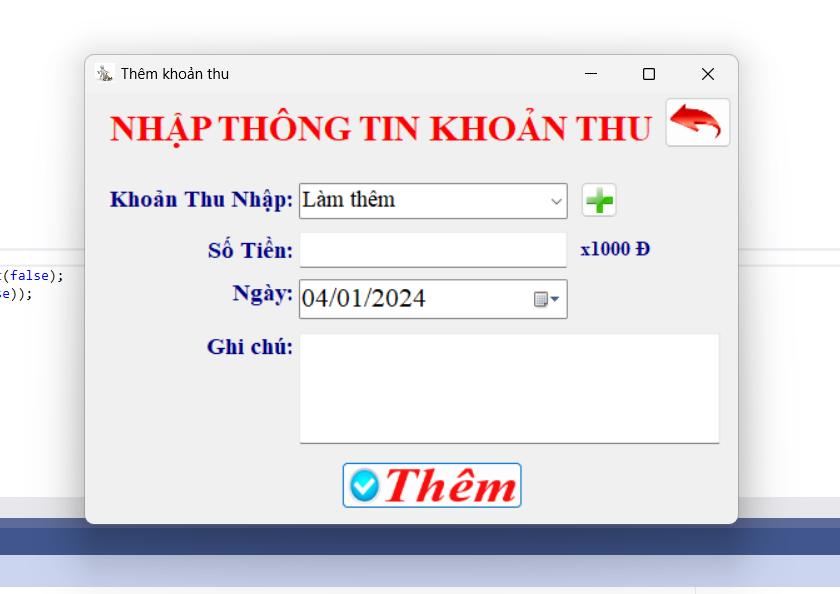 Thêm khoản thu
NHẬP THÔNG TIN KHOẢN THU
Khoản Thu Nhập: Làm thêm
Số Tiền: x1000 Đ
(false);
Ngày: 04/01/2024
e));
Ghi chú:
Thêm